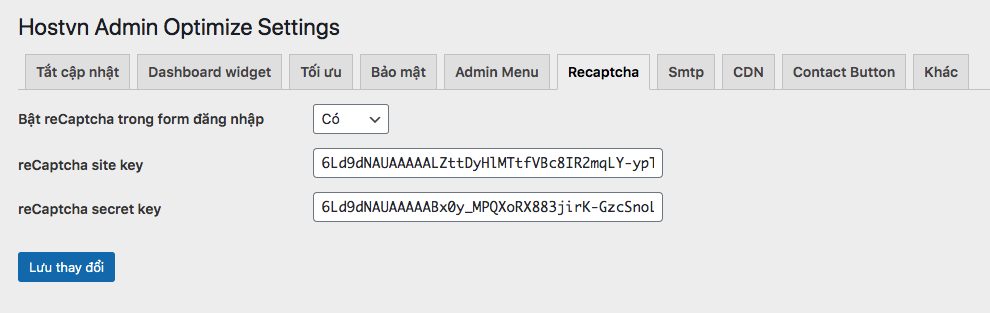 Hostvn Admin Optimize Settings
Tắt cập nhật Dashboard widget Tối ưu Bảo mật Admin Menu Recaptcha Smtp CDN Contact Button Khác
Bật reCaptcha trong form đăng nhập Có
reCaptcha site key 6Ld9dNAUAAAAALZttDyHlMTtfVBc8IR2mqLY-ypT
reCaptcha secret key 6Ld9dNAUAAAAABx0y_MPQXoRX883jirK-GzcSnoL
Lưu thay đổi